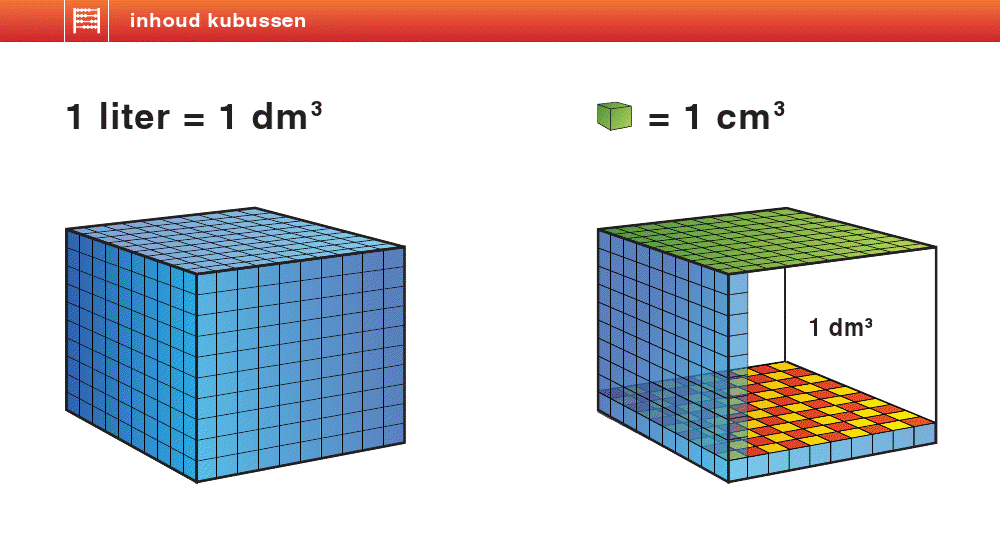 inhoud kubussen
1 liter = 1 dm³
= 1 cm³
1 dm³